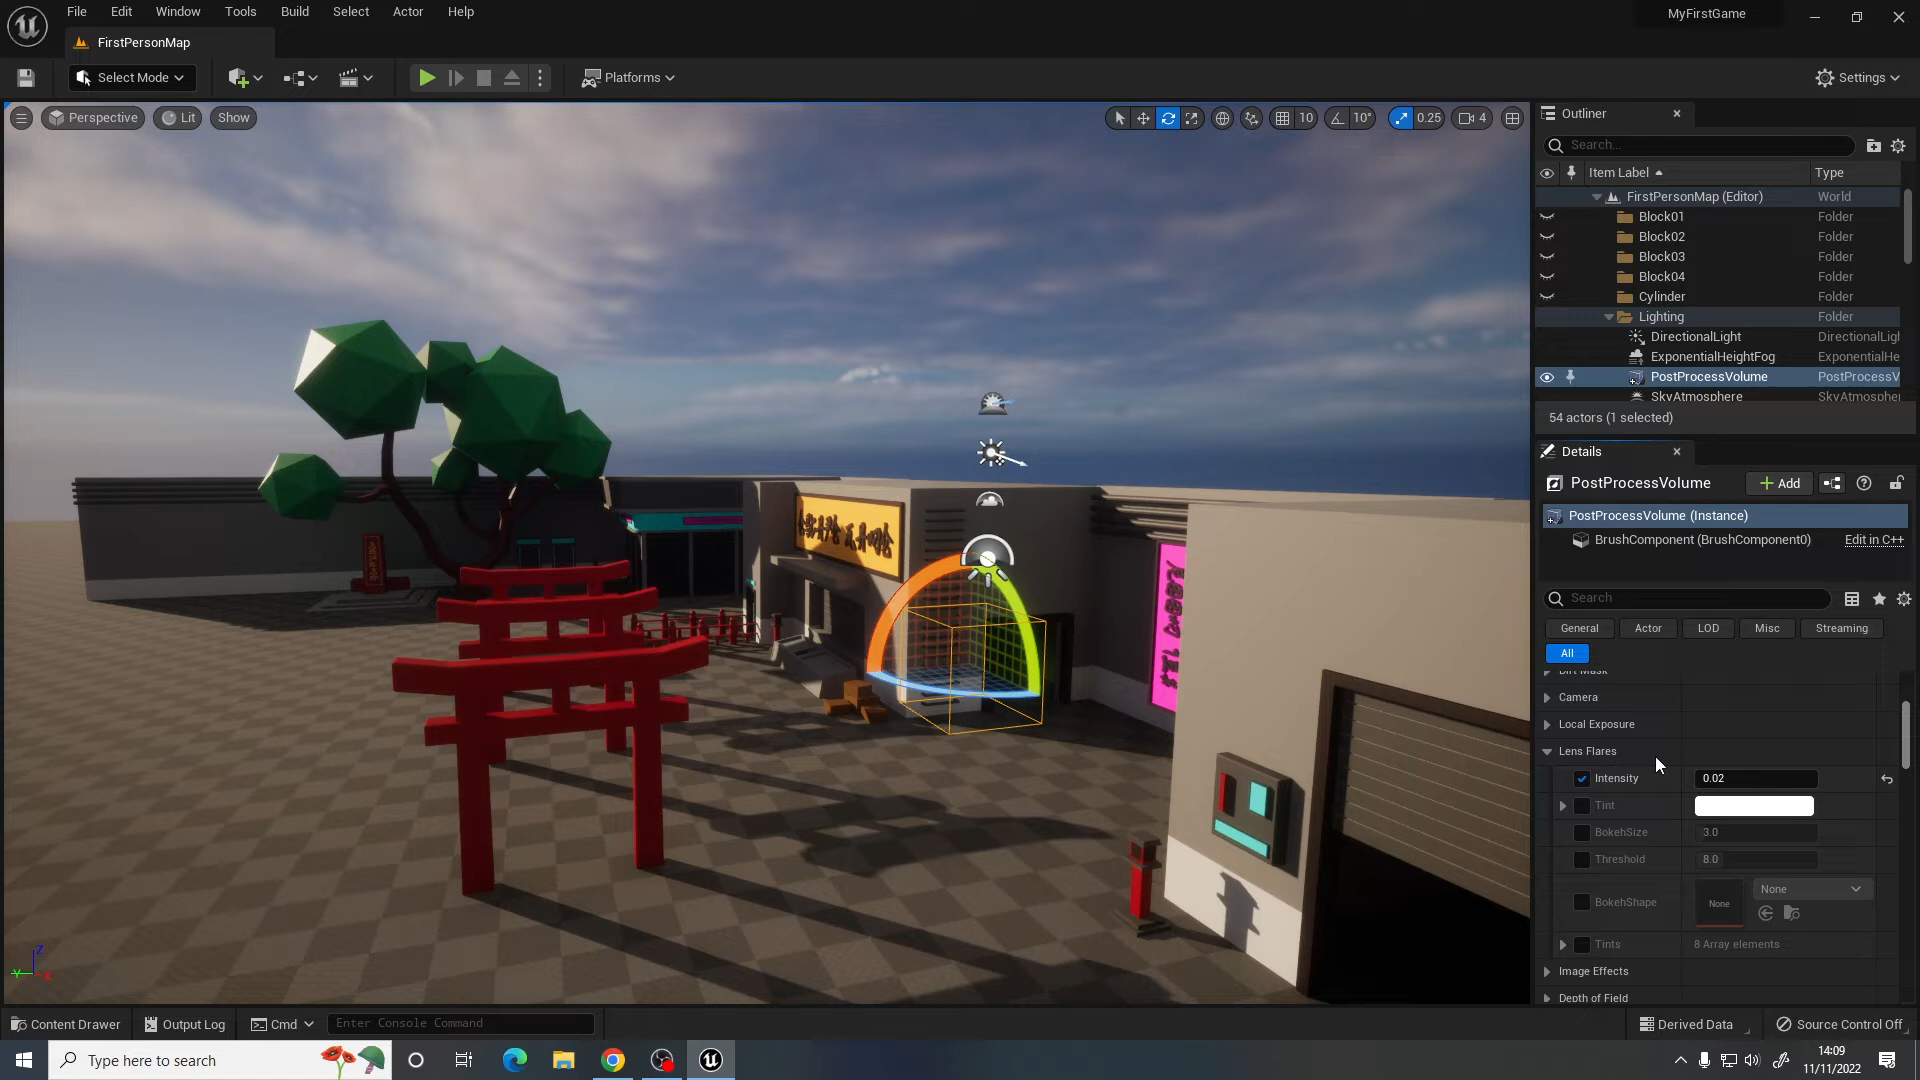 File Edit Window Tools Build Select Actor Help
MyFirstGame
FirstPersonMap
Select Mode
Platforms
Settings
Perspective Lit Show
10 10° 0.25 4
Outliner
Search...
Item Label Type
FirstPersonMap (Editor) World
Block01 Folder
Block02 Folder
Block03 Folder
Block04 Folder
Cylinder Folder
Lighting Folder
DirectionalLight DirectionalLigl
ExponentialHeightFog ExponentialHe
PostProcessVolume PostProcessV
SkyAtmosphere SkyAtmospher
54 actors (1 selected)
Details
PostProcessVolume
Add
PostProcessVolume (Instance)
BrushComponent (BrushComponent0) Edit in C++
Search
General Actor LOD Misc Streaming
All
Dirt Mask
Camera
Local Exposure
Lens Flares
Intensity 0.02
Tint
BokehSize 3.0
Threshold 8.0
BokehShape None None
Tints 8 Array elements
Image Effects
Depth of Field
Z
Y
X
Content Drawer Output Log Cmd Enter Console Command
Derived Data Source Control Off
Type here to search
14:09
11/11/2022